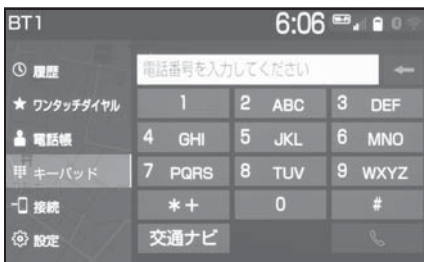 BT1 6:06
履歴 電話番号を入力してください
ワンタッチダイヤル 1 2 ABC 3 DEF
電話帳 4 GHI 5 JKL 6 MNO
キーパッド 7 PQRS 8 TUV 9 WXYZ
接続 *+ 0 #
設定 交通ナビ